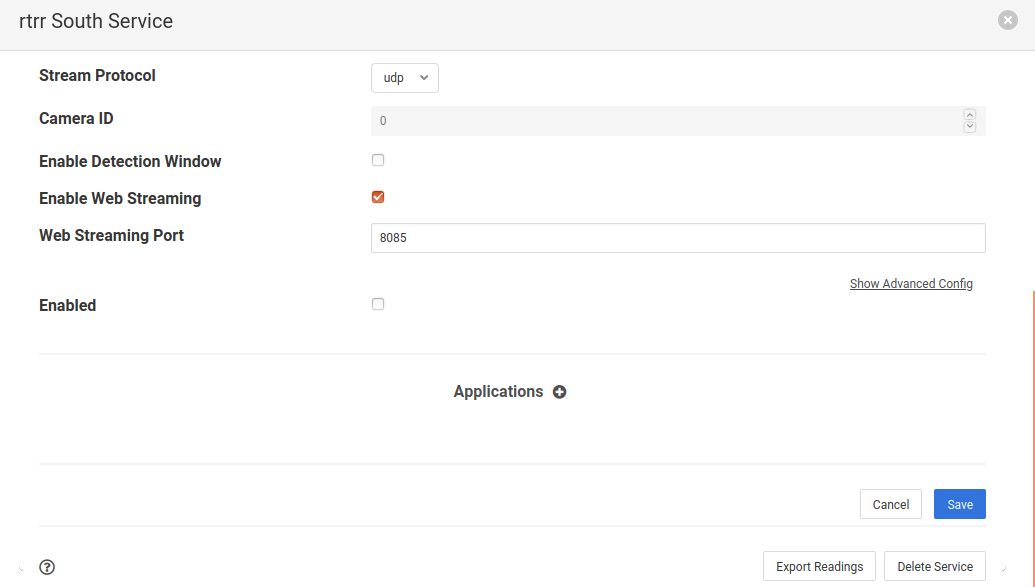 rtrr South Service
Stream Protocol
udp
Camera ID
0
Enable Detection Window
Enable Web Streaming
Web Streaming Port
8085
Show Advanced Config
Enabled
Applications
Cancel
Save
Export Readings
Delete Service